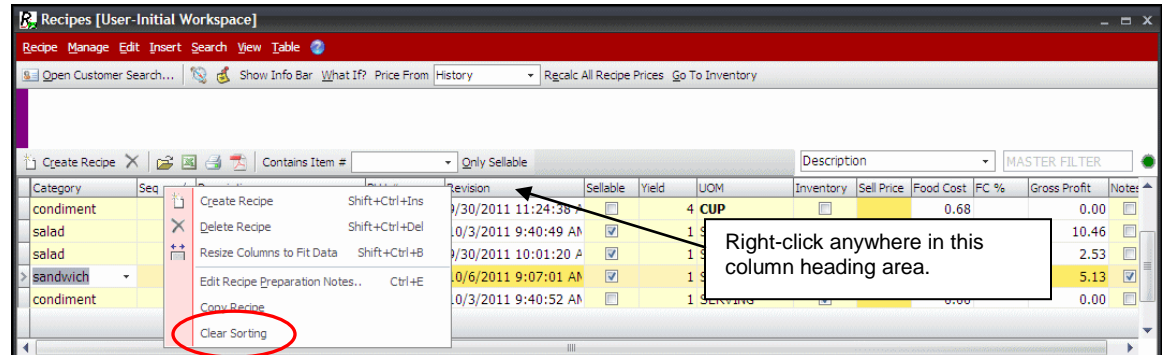 Recipes [User-Initial Workspace]
Recipe Manage Edit Insert Search View Table
Open Customer Search... Show Info Bar What If? Price From History Recalc All Recipe Prices Go To Inventory
Create Recipe Contains Item # Only Sellable Description MASTER FILTER
Category Seq Revision Sellable Yield UOM Inventory Sell Price Food Cost FC % Gross Profit Notes
condiment 9/30/2011 11:24:38 A 4 CUP 0.68 0.00
salad 10/3/2011 9:40:49 AM 1 S 10.46
salad 9/30/2011 10:01:20 A 1 S 2.53
sandwich 10/6/2011 9:07:01 AM 1 S 5.13
condiment 10/3/2011 9:40:52 AM 1 SERVING 0.00 0.00
Create Recipe Shift+Ctrl+Ins
Delete Recipe Shift+Ctrl+Del
Resize Columns to Fit Data Shift+Ctrl+B
Edit Recipe Preparation Notes.. Ctrl+E
Copy Recipe
Clear Sorting
Right-click anywhere in this
column heading area.